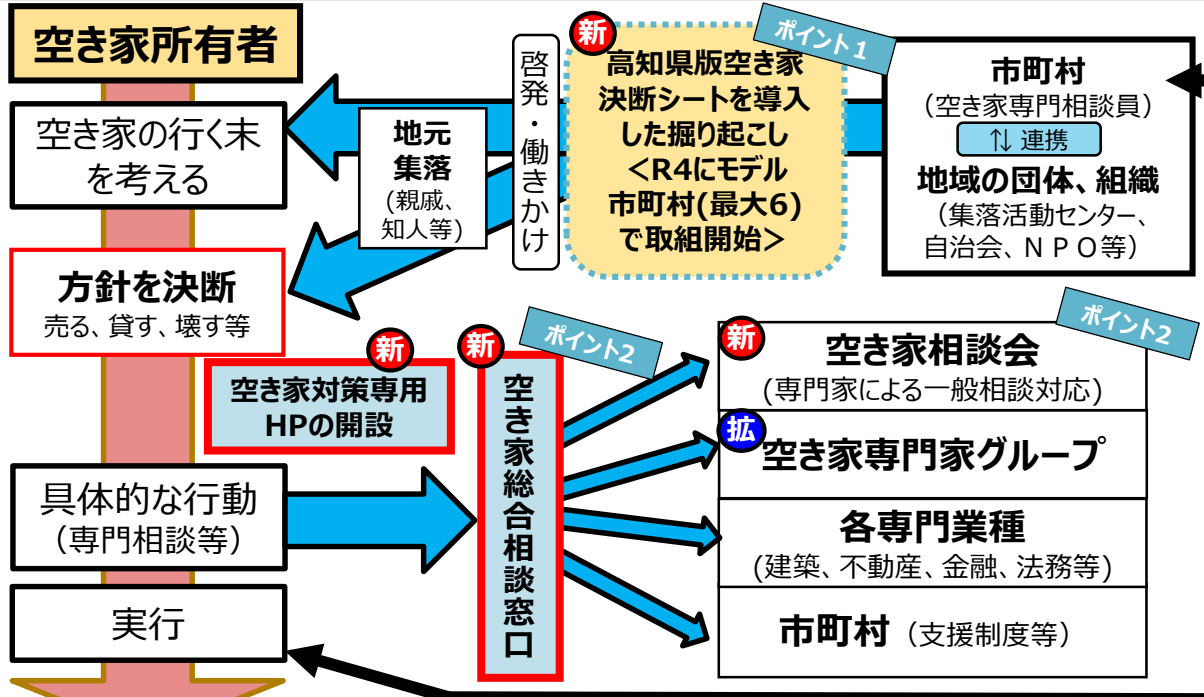 空き家所有者
空き家の行く末
を考える
方針を決断
売る、貸す、壊す等
具体的な行動
（専門相談等）
実行
地元
集落
(親戚、
知人等)
啓発・働きかけ
新
高知県版空き家
決断シートを導入
した掘り起こし
＜R4にモデル
市町村(最大6)
で取組開始＞
ポイント１
市町村
（空き家専門相談員）
↑↓ 連携
地域の団体、組織
（集落活動センター、
自治会、ＮＰＯ等）
新
空き家対策専用
HPの開設
新
空き家総合相談窓口
ポイント2
ポイント2
新
空き家相談会
(専門家による一般相談対応)
拡
空き家専門家グループ
各専門業種
(建築、不動産、金融、法務等)
市町村（支援制度等）